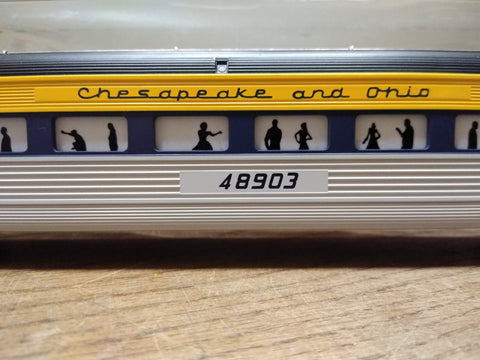 Chesapeake and Ohio
48903